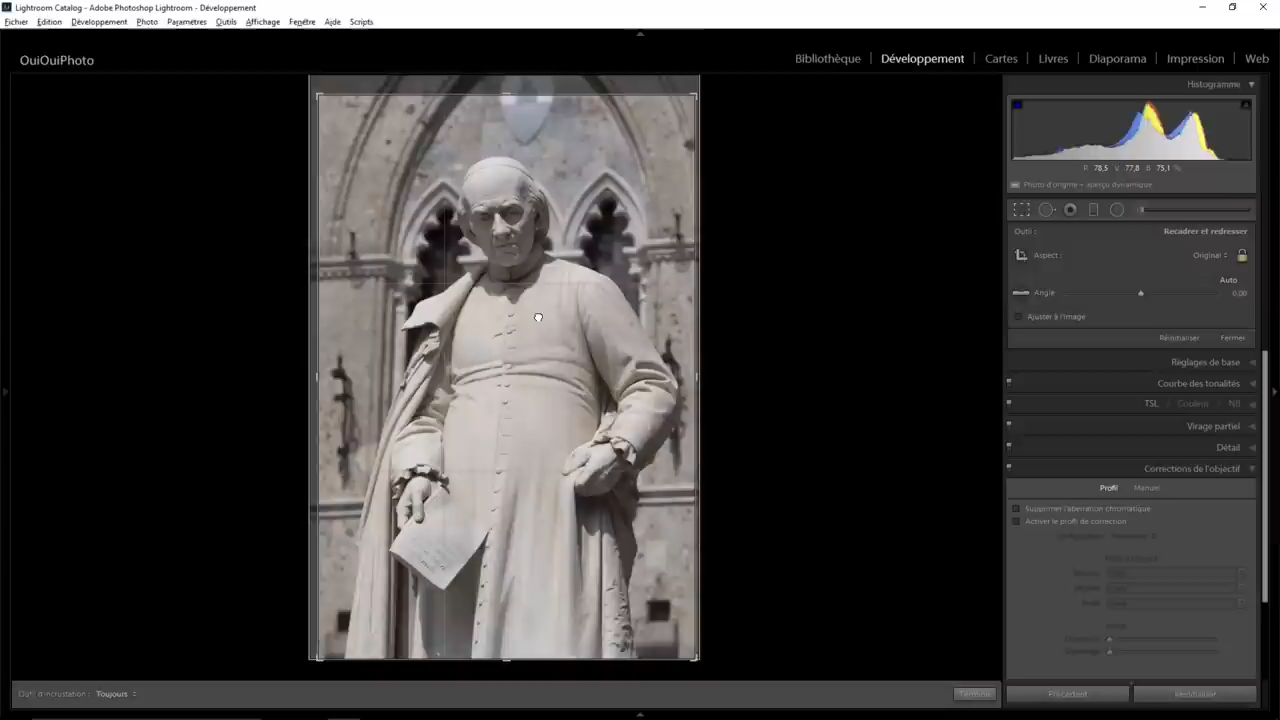 Lightroom Catalog - Adobe Photoshop Lightroom - Développement
Fichier Édition Développement Photo Paramètres Outils Affichage Fenêtre Aide Scripts
OuiOuiPhoto
Bibliothèque | Développement | Cartes | Livres | Diaporama | Impression | Web
Histogramme
R 78,5 V 77,8 B 75,1 %
Photo d'origine + aperçu dynamique
Outil : Recadrer et redresser
Aspect : Original
Auto
Angle 0,00
Ajuster à l'image
Réinitialiser Fermer
Réglages de base
Courbe des tonalités
TSL / Couleur / NB
Virage partiel
Détail
Corrections de l'objectif
Profil Manuel
Supprimer l'aberration chromatique
Activer le profil de correction
Outil d'incrustation : Toujours
Terminé
Précédent Réinitialiser